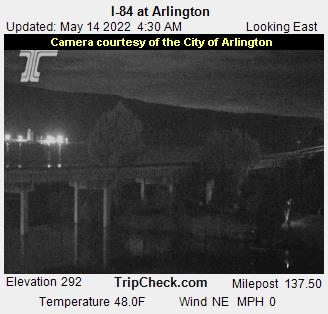 I-84 at Arlington
Updated: May 14 2022 4:30 AM Looking East
Camera courtesy of the City of Arlington
Elevation 292 TripCheck.com Milepost 137.50
Temperature 48.0F Wind NE MPH 0